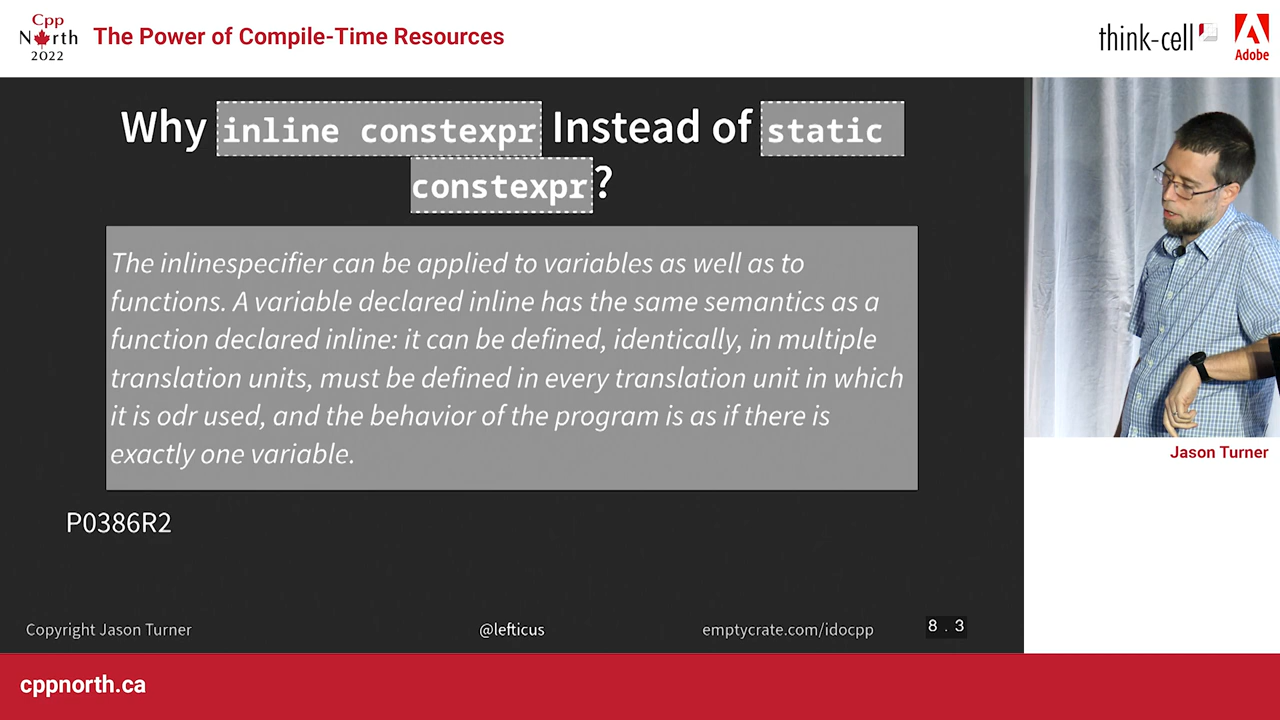 Cpp
North
2022
The Power of Compile-Time Resources
think-cell
Adobe
Why inline constexpr Instead of static
constexpr?
The inlinespecifier can be applied to variables as well as to
functions. A variable declared inline has the same semantics as a
function declared inline: it can be defined, identically, in multiple
translation units, must be defined in every translation unit in which
it is odr used, and the behavior of the program is as if there is
exactly one variable.
P0386R2
Copyright Jason Turner
@lefticus
emptycrate.com/idocpp
8 . 3
Jason Turner
cppnorth.ca